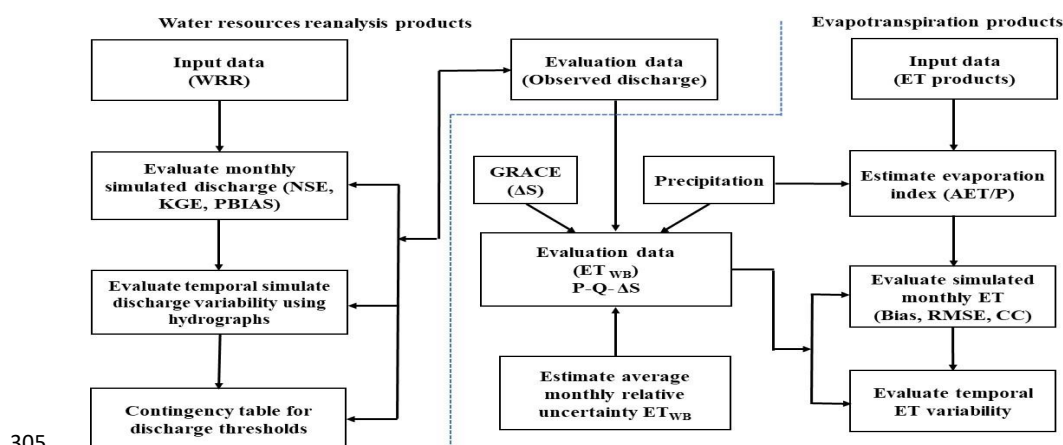 Water resources reanalysis products
Evapotranspiration products
Input data
(WRR)
Evaluation data
(Observed discharge)
Input data
(ET products)
Evaluate monthly
simulated discharge (NSE,
KGE, PBIAS)
GRACE
(ΔS)
Precipitation
Estimate evaporation
index (AET/P)
Evaluate temporal simulate
discharge variability using
hydrographs
Evaluation data
(ET WB)
P-Q-ΔS
Evaluate simulated
monthly ET
(Bias, RMSE, CC)
Contingency table for
discharge thresholds
Estimate average
monthly relative
uncertainty ETWB
Evaluate temporal
ET variability
305